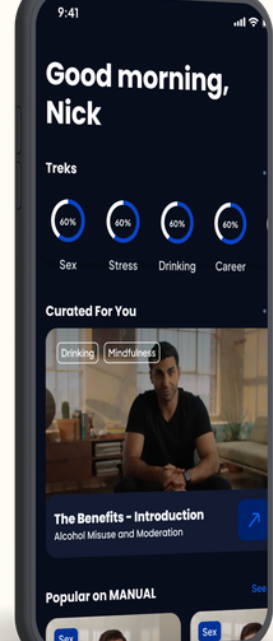 9:41
Good morning,
Nick
Treks
60%
60%
60%
60%
Sex
Stress
Drinking
Career
Curated For You
Drinking
Mindfulness
The Benefits - Introduction
Alcohol Misuse and Moderation
Popular on MANUAL
See
Sex
Sex